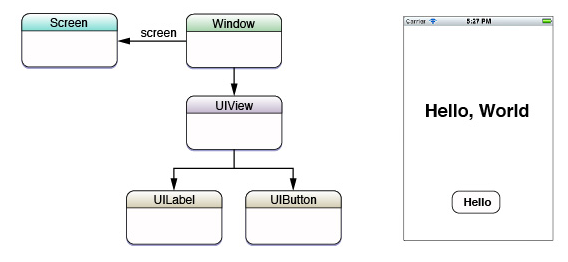 Screen
screen
Window
UIView
UILabel
UIButton
Carrier 5:27 PM
Hello, World
Hello